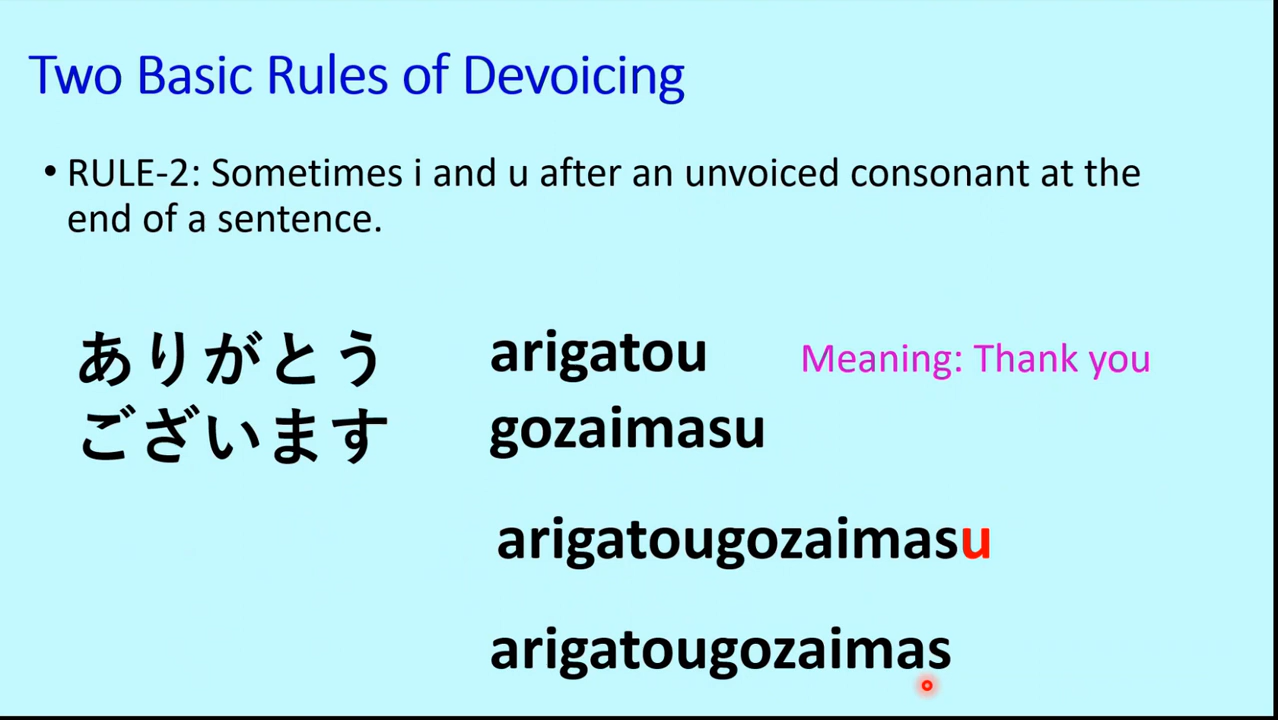 Two Basic Rules of Devoicing
• RULE-2: Sometimes i and u after an unvoiced consonant at the
end of a sentence.
ありがとう arigatou Meaning: Thank you
ございます gozaimasu
arigatougozaimasu
arigatougozaimas